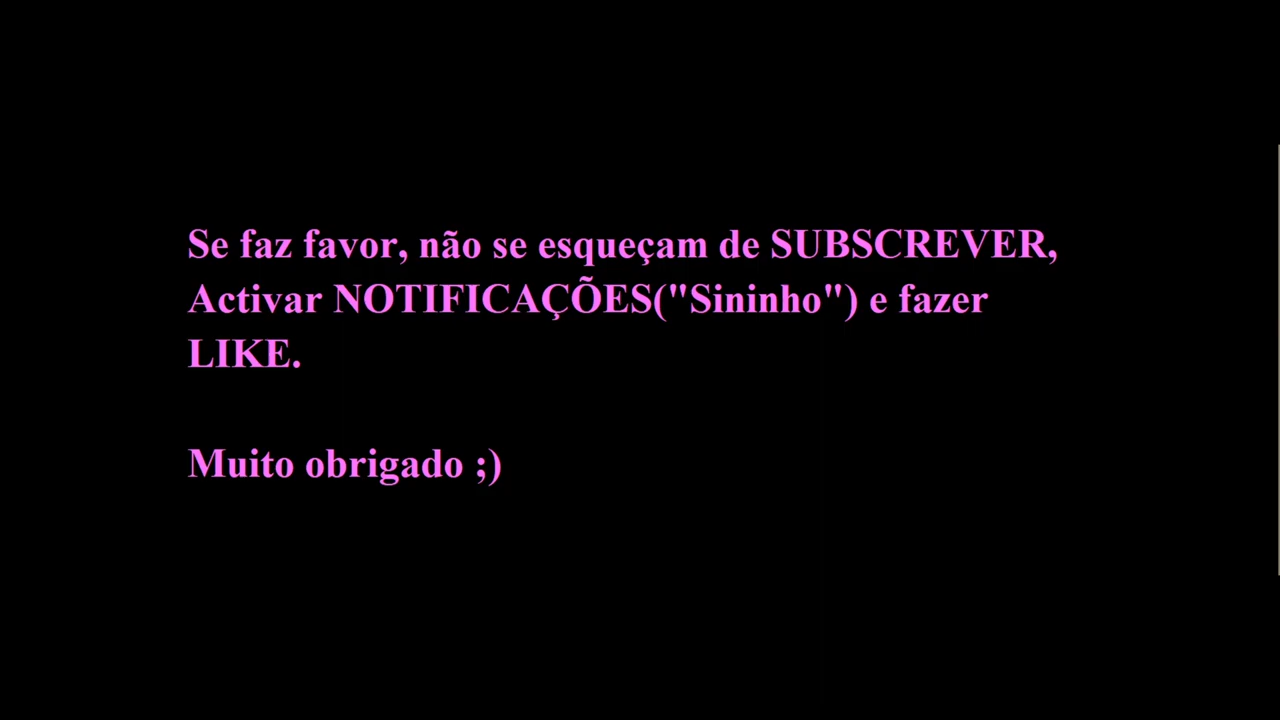 Se faz favor, não se esqueçam de SUBSCREVER,
Activar NOTIFICAÇÕES("Sininho") e fazer
LIKE.
Muito obrigado ;)